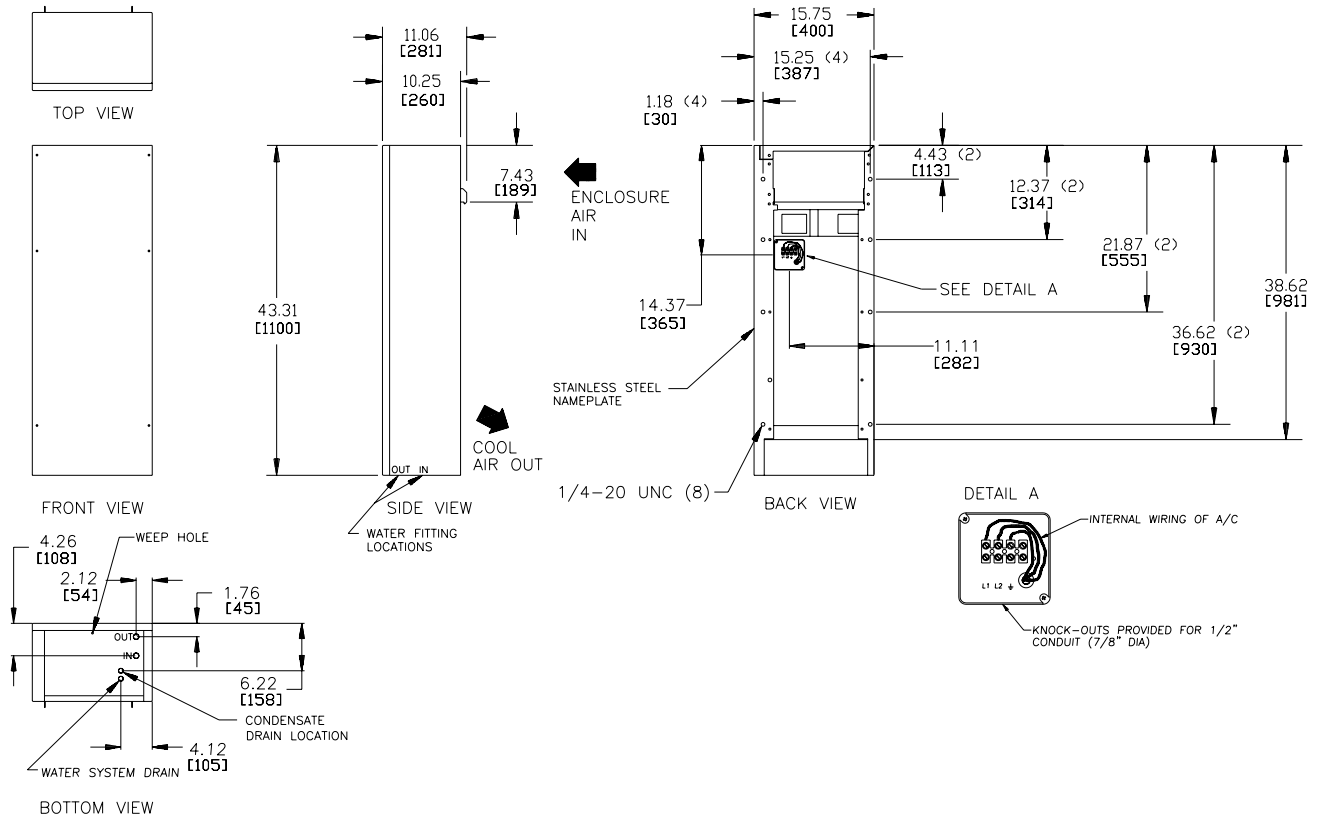 TOP VIEW
11.06
[281]
10.25
[260]
7.43
[189]
ENCLOSURE
AIR
IN
43.31
[1100]
COOL
AIR OUT
OUT IN
FRONT VIEW
SIDE VIEW
WATER FITTING
LOCATIONS
15.75
[400]
15.25 (4)
[387]
1.18 (4)
[30]
4.43 (2)
[113]
12.37 (2)
[314]
21.87 (2)
[555]
38.62
[981]
36.62 (2)
[930]
SEE DETAIL A
14.37
[365]
11.11
[282]
STAINLESS STEEL
NAMEPLATE
1/4-20 UNC (8)
BACK VIEW
DETAIL A
INTERNAL WIRING OF A/C
L1 L2 ⏚
KNOCK-OUTS PROVIDED FOR 1/2"
CONDUIT (7/8" DIA)
4.26
[108]
WEEP HOLE
2.12
[54]
1.76
[45]
OUT
IN
6.22
[158]
CONDENSATE
DRAIN LOCATION
4.12
[105]
WATER SYSTEM DRAIN
BOTTOM VIEW